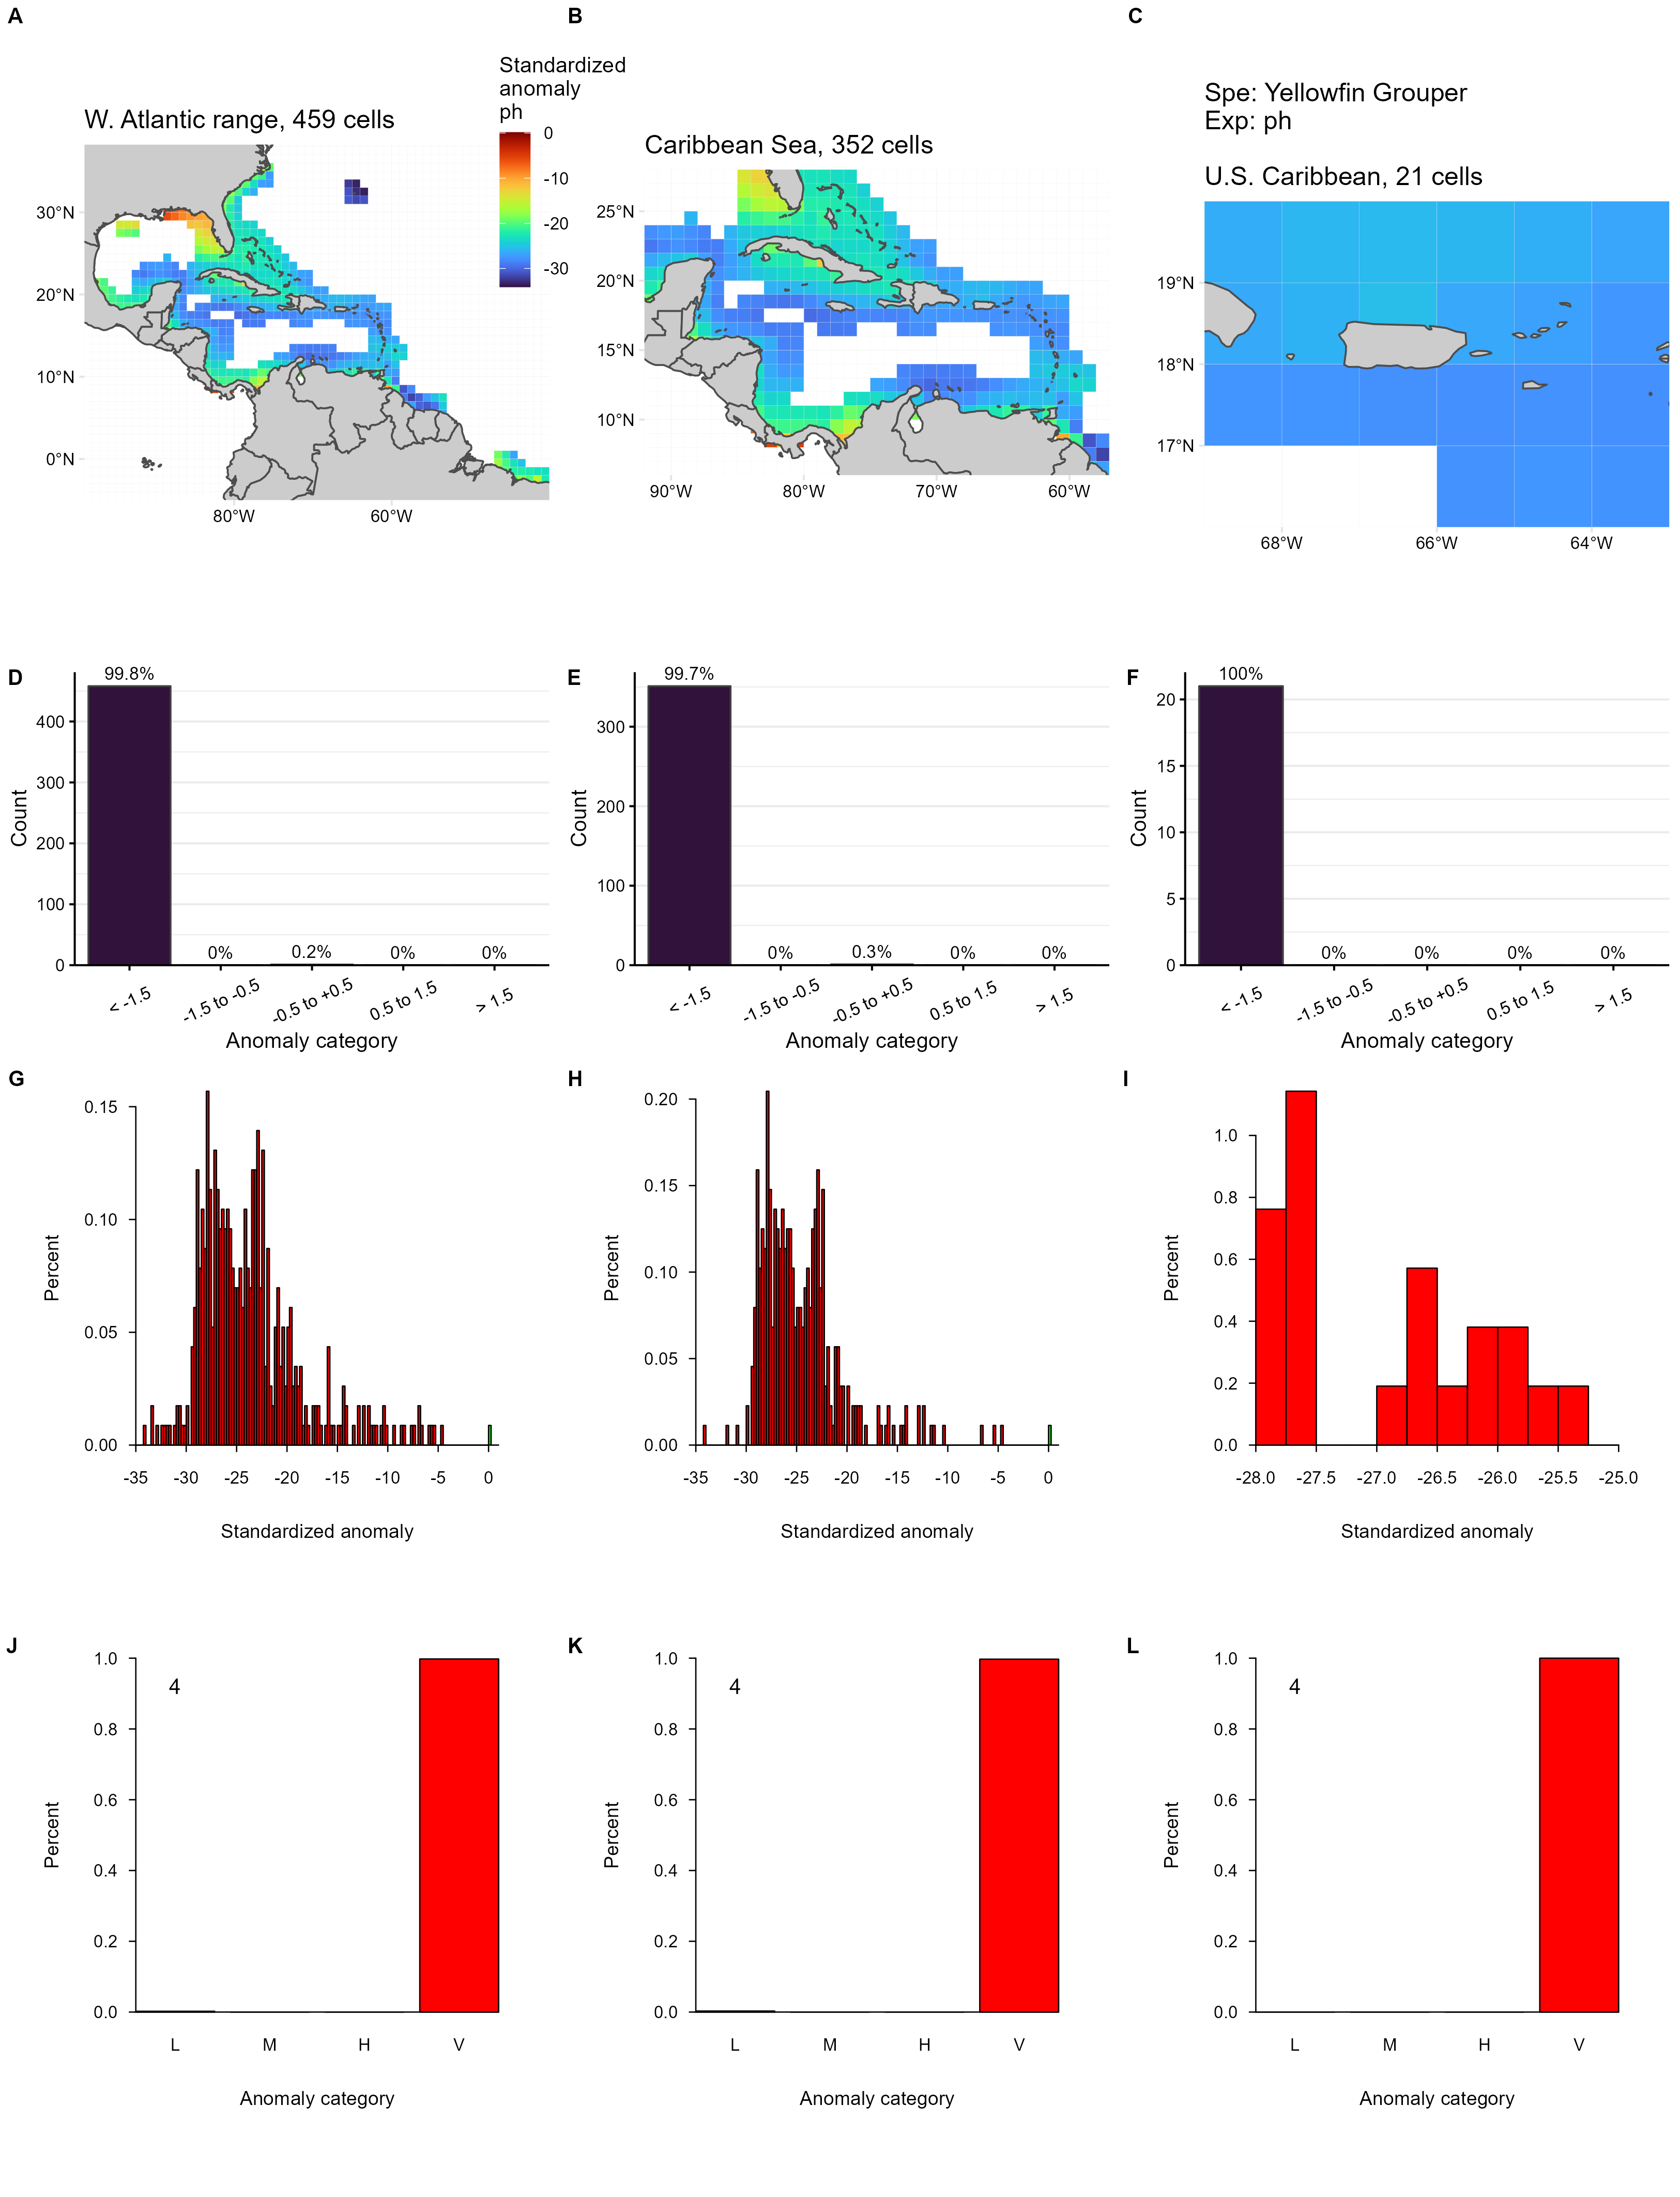 A
B
C
Standardized
anomaly
ph
W. Atlantic range, 459 cells
0
-10
-20
-30
30°N
20°N
10°N
0°N
80°W
60°W
Caribbean Sea, 352 cells
25°N
20°N
15°N
10°N
90°W
80°W
70°W
60°W
Spe: Yellowfin Grouper
Exp: ph
U.S. Caribbean, 21 cells
19°N
18°N
17°N
68°W
66°W
64°W
D
99.8%
0%
0.2%
0%
0%
400
300
200
100
0
Count
< -1.5
-1.5 to -0.5
-0.5 to +0.5
0.5 to 1.5
> 1.5
Anomaly category
E
99.7%
0%
0.3%
0%
0%
300
200
100
0
Count
< -1.5
-1.5 to -0.5
-0.5 to +0.5
0.5 to 1.5
> 1.5
Anomaly category
F
100%
0%
0%
0%
0%
20
15
10
5
0
Count
< -1.5
-1.5 to -0.5
-0.5 to +0.5
0.5 to 1.5
> 1.5
Anomaly category
G
0.15
0.10
0.05
0.00
Percent
-35 -30 -25 -20 -15 -10 -5 0
Standardized anomaly
H
0.20
0.15
0.10
0.05
0.00
Percent
-35 -30 -25 -20 -15 -10 -5 0
Standardized anomaly
I
1.0
0.8
0.6
0.4
0.2
0.0
Percent
-28.0 -27.5 -27.0 -26.5 -26.0 -25.5 -25.0
Standardized anomaly
J
4
1.0
0.8
0.6
0.4
0.2
0.0
Percent
L M H V
Anomaly category
K
4
1.0
0.8
0.6
0.4
0.2
0.0
Percent
L M H V
Anomaly category
L
4
1.0
0.8
0.6
0.4
0.2
0.0
Percent
L M H V
Anomaly category